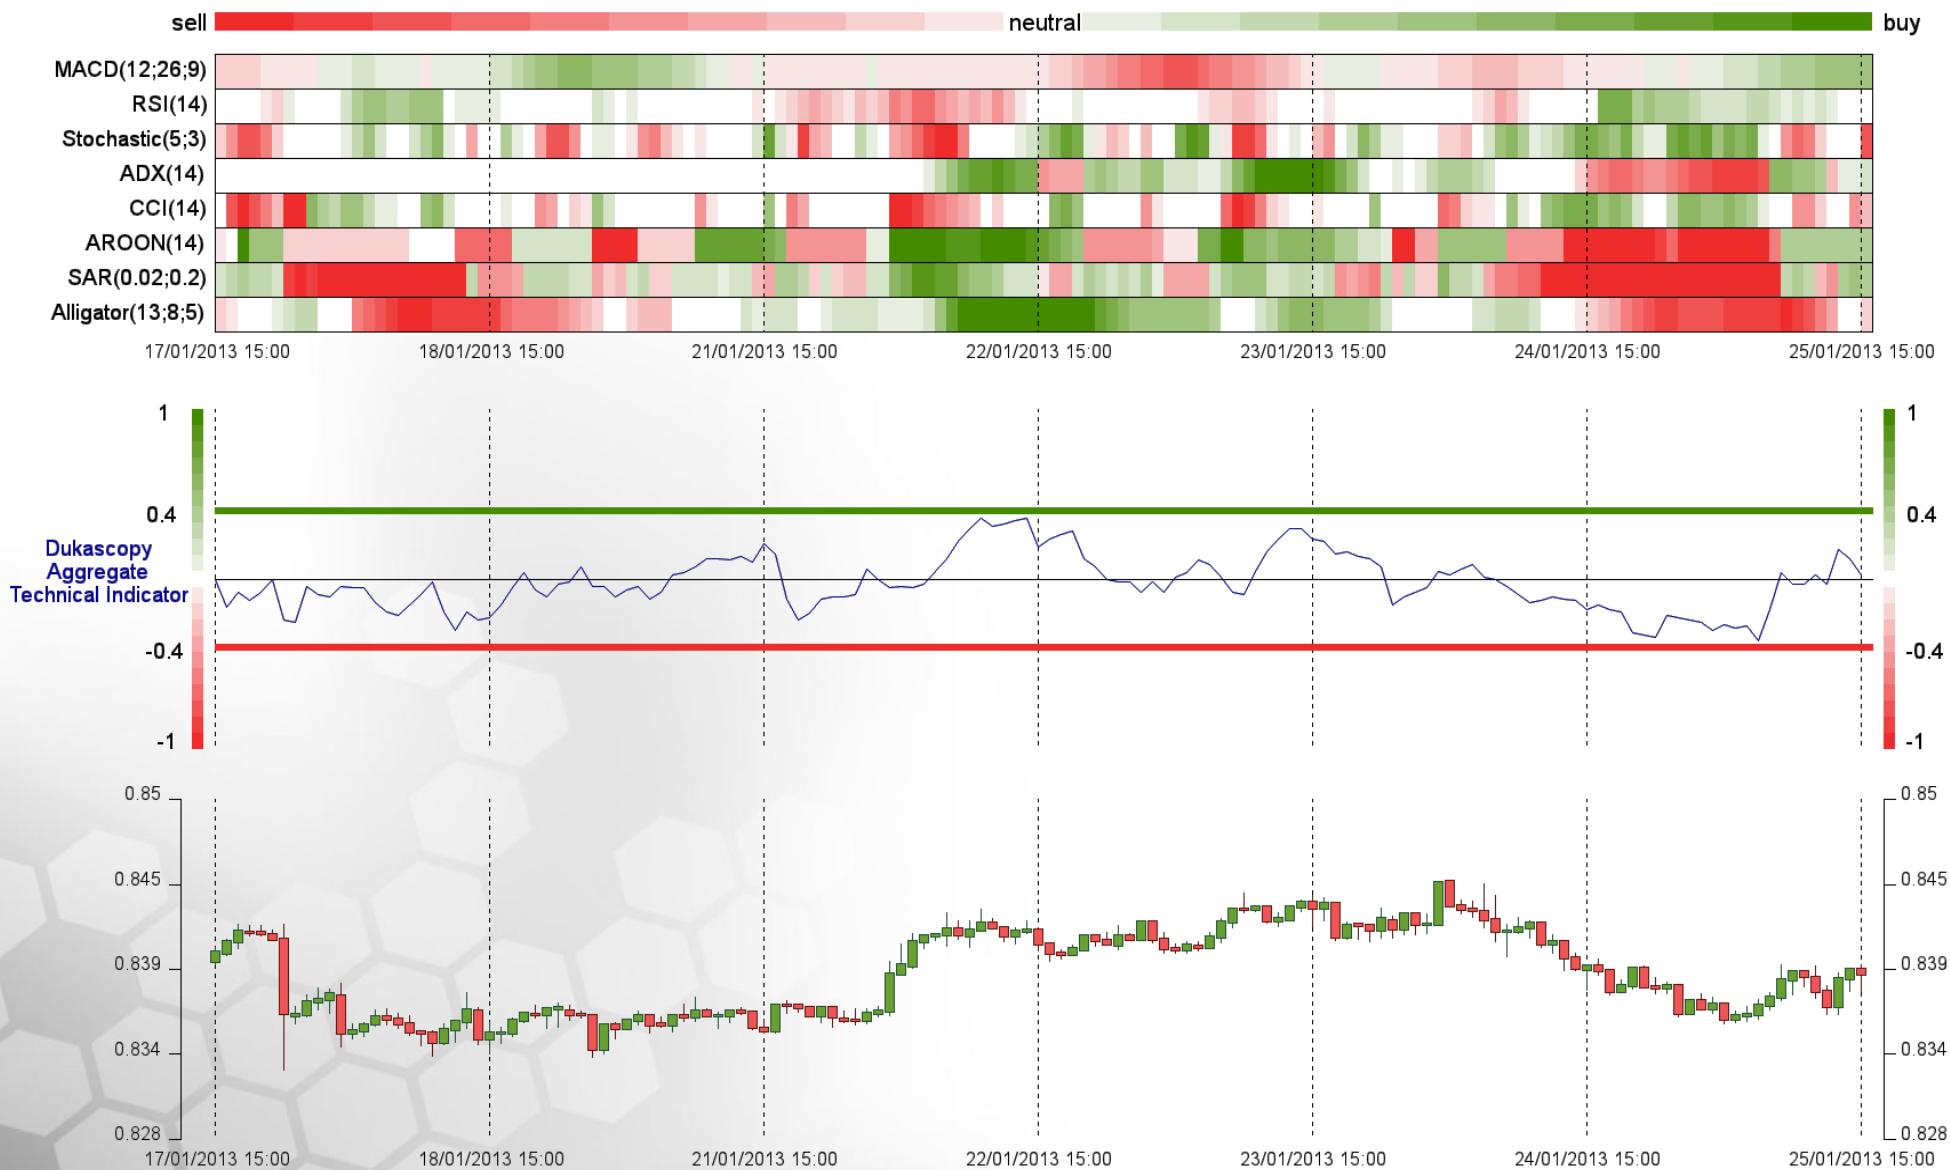 sell neutral buy
MACD(12;26;9)
RSI(14)
Stochastic(5;3)
ADX(14)
CCI(14)
AROON(14)
SAR(0.02;0.2)
Alligator(13;8;5)
17/01/2013 15:00 18/01/2013 15:00 21/01/2013 15:00 22/01/2013 15:00 23/01/2013 15:00 24/01/2013 15:00 25/01/2013 15:00
1 1
0.4 0.4
Dukascopy
Aggregate
Technical Indicator
-0.4 -0.4
-1 -1
0.85 0.85
0.845 0.845
0.839 0.839
0.834 0.834
0.828 0.828
17/01/2013 15:00 18/01/2013 15:00 21/01/2013 15:00 22/01/2013 15:00 23/01/2013 15:00 24/01/2013 15:00 25/01/2013 15:00